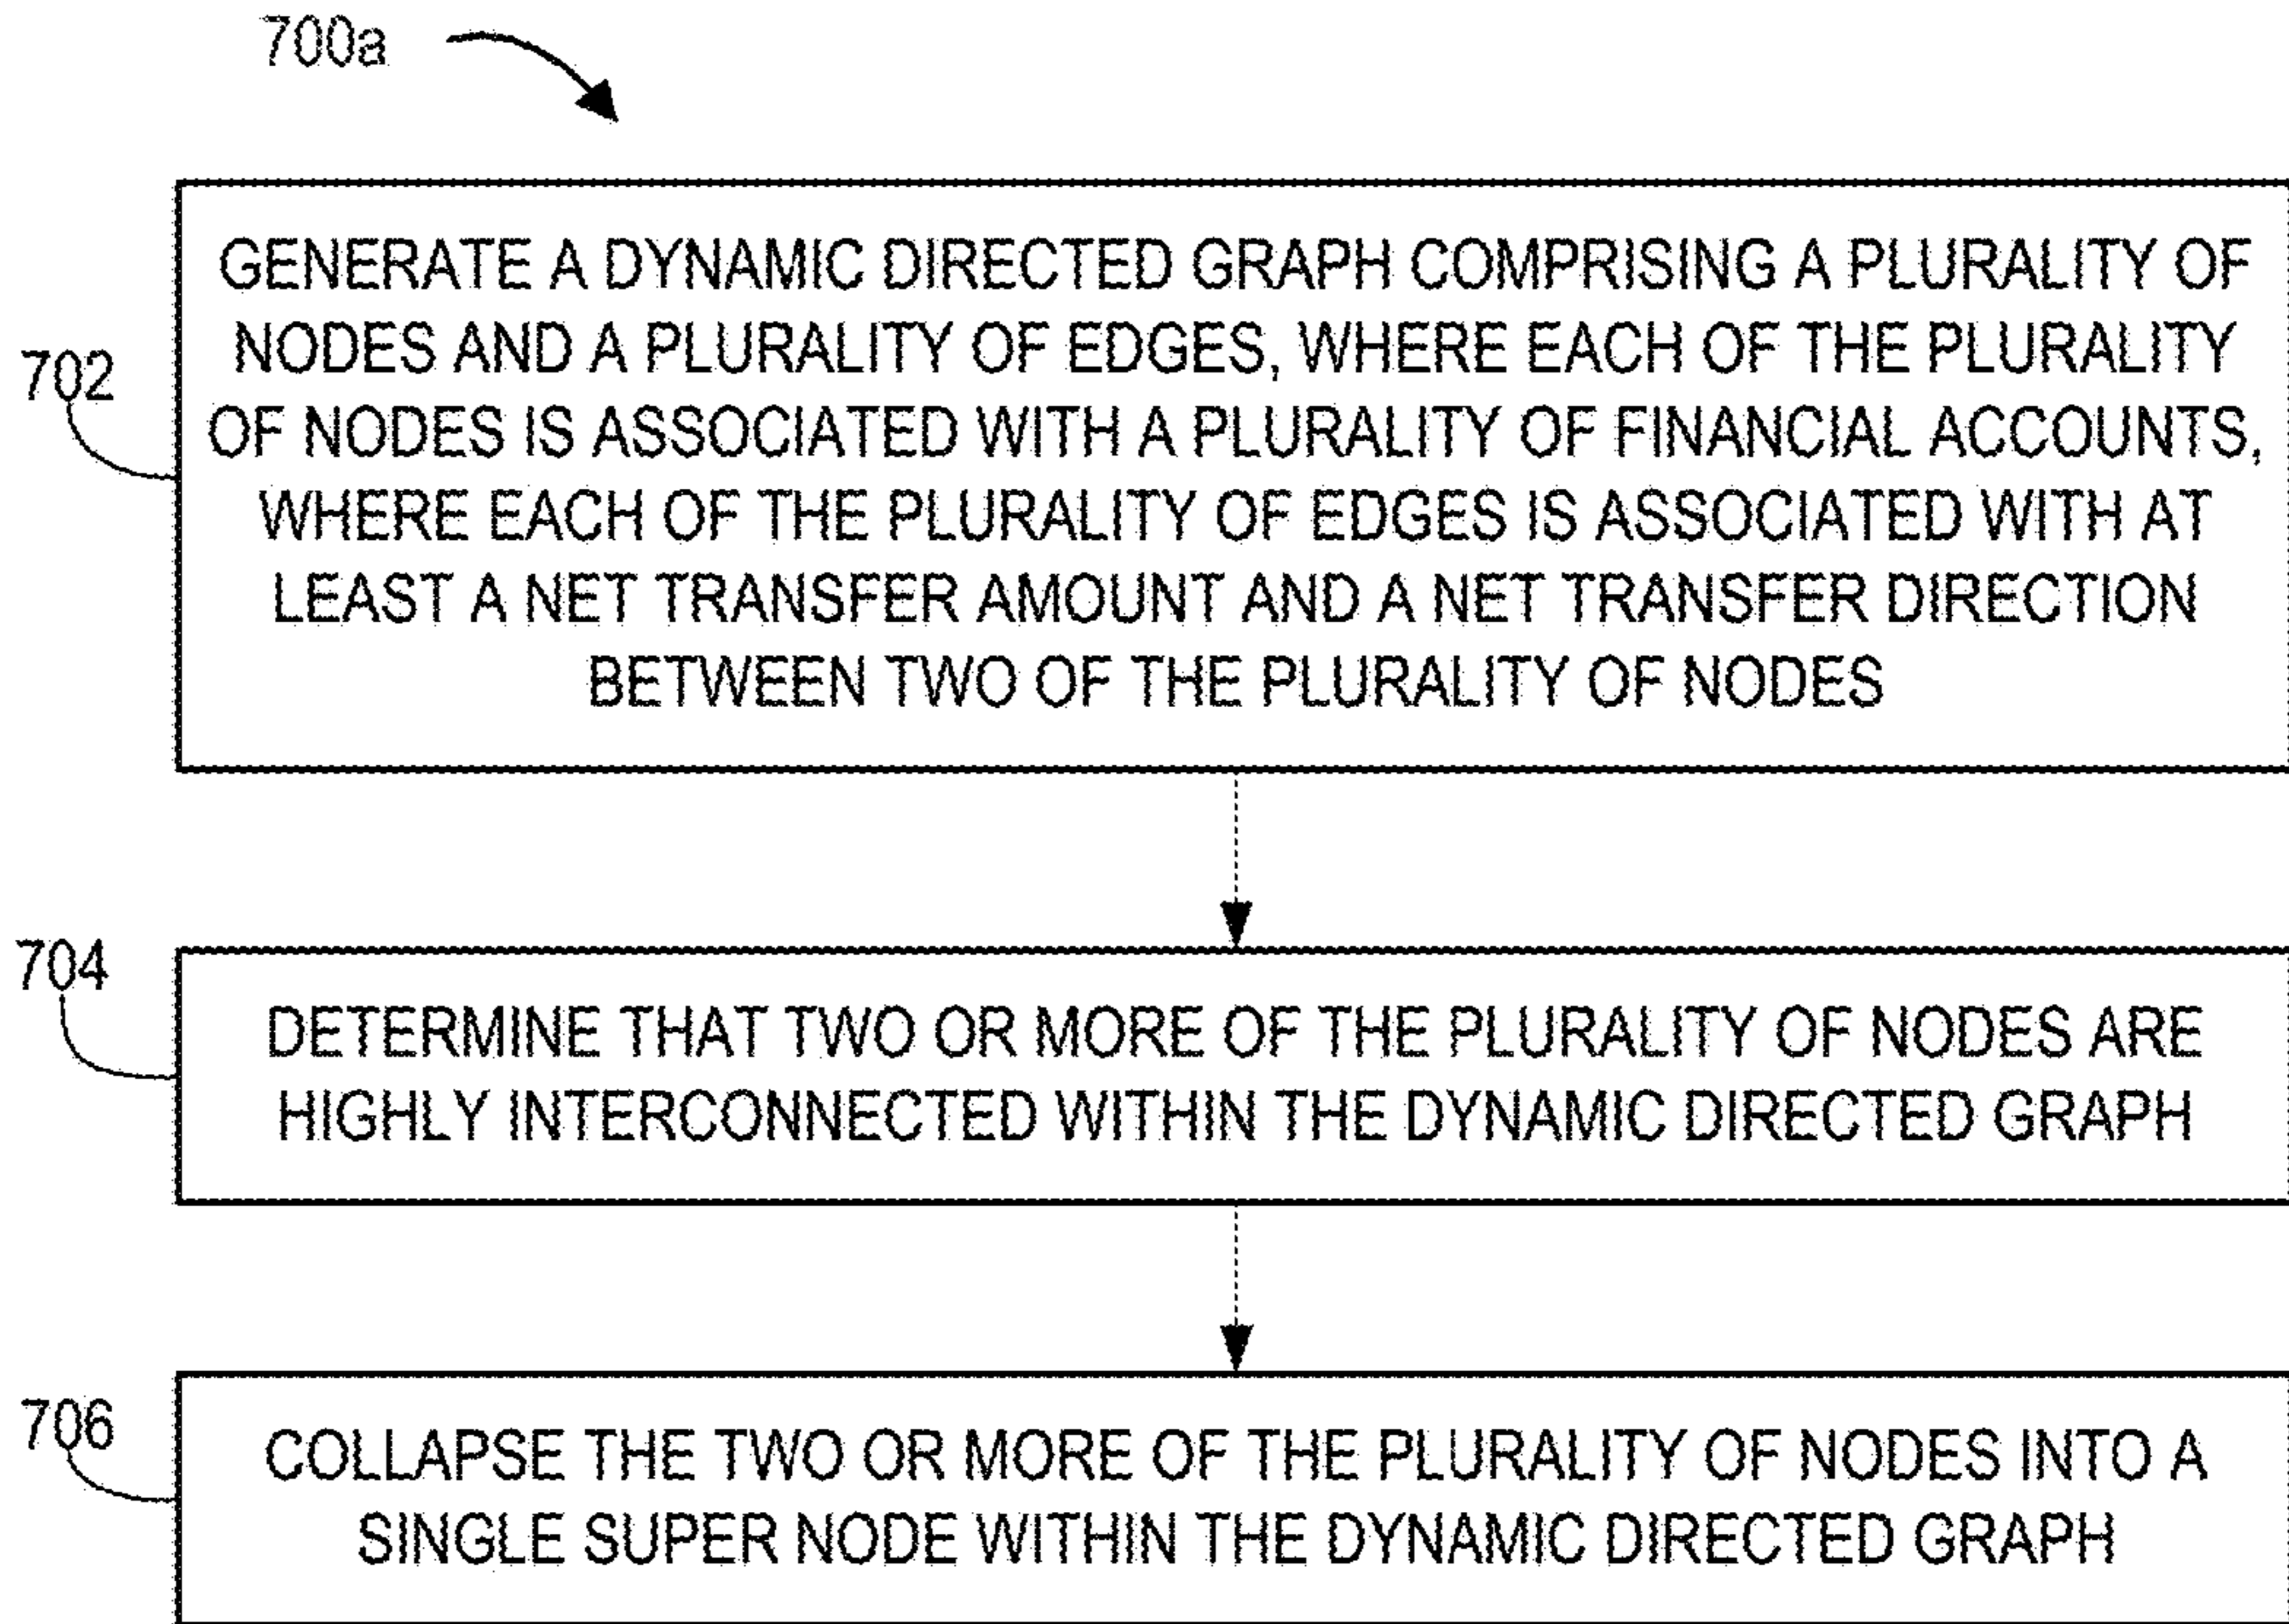 700a
702
GENERATE A DYNAMIC DIRECTED GRAPH COMPRISING A PLURALITY OF
NODES AND A PLURALITY OF EDGES, WHERE EACH OF THE PLURALITY
OF NODES IS ASSOCIATED WITH A PLURALITY OF FINANCIAL ACCOUNTS,
WHERE EACH OF THE PLURALITY OF EDGES IS ASSOCIATED WITH AT
LEAST A NET TRANSFER AMOUNT AND A NET TRANSFER DIRECTION
BETWEEN TWO OF THE PLURALITY OF NODES
704
DETERMINE THAT TWO OR MORE OF THE PLURALITY OF NODES ARE
HIGHLY INTERCONNECTED WITHIN THE DYNAMIC DIRECTED GRAPH
706
COLLAPSE THE TWO OR MORE OF THE PLURALITY OF NODES INTO A
SINGLE SUPER NODE WITHIN THE DYNAMIC DIRECTED GRAPH